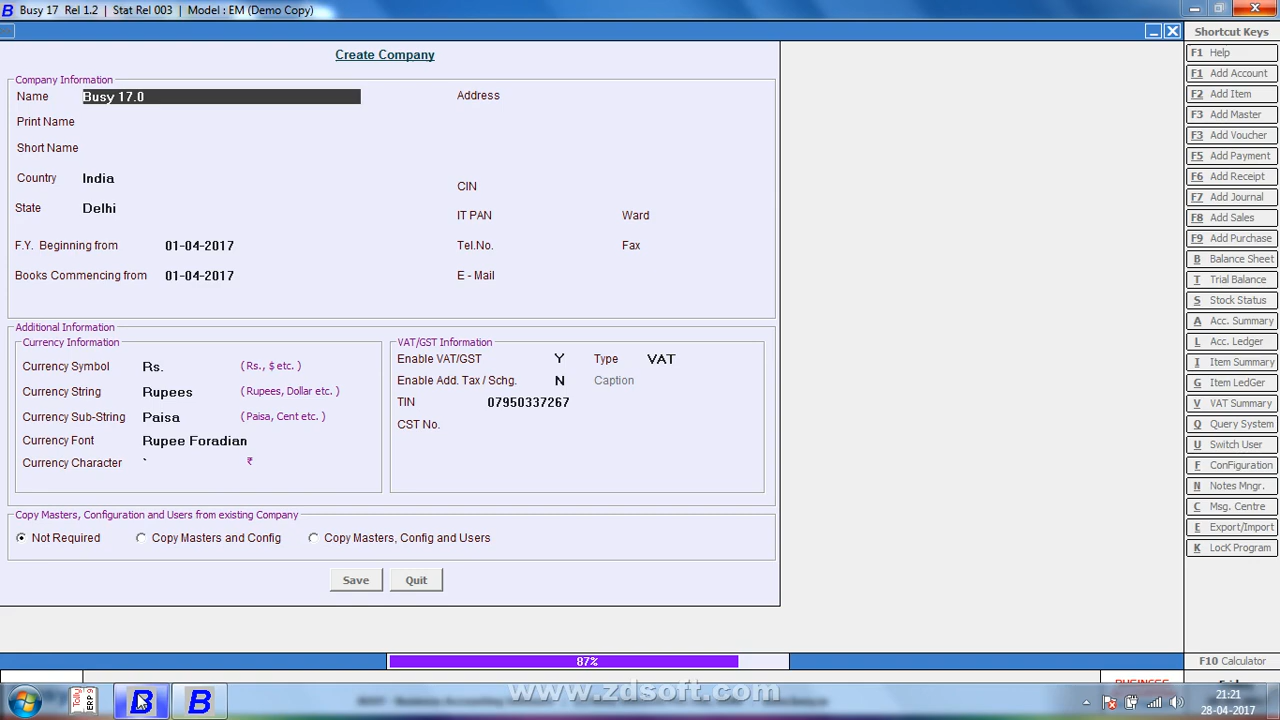 Busy 17 Rel 1.2 | Stat Rel 003 | Model : EM (Demo Copy)
Create Company
Company Information
Name Busy 17.0 Address
Print Name
Short Name
Country India CIN
State Delhi IT PAN Ward
F.Y. Beginning from 01-04-2017 Tel.No. Fax
Books Commencing from 01-04-2017 E - Mail
Additional Information
Currency Information
Currency Symbol Rs. ( Rs., $ etc. )
Currency String Rupees ( Rupees, Dollar etc. )
Currency Sub-String Paisa ( Paisa, Cent etc. )
Currency Font Rupee Foradian
Currency Character ` ₹
VAT/GST Information
Enable VAT/GST Y Type VAT
Enable Add. Tax / Schg. N Caption
TIN 07950337267
CST No.
Copy Masters, Configuration and Users from existing Company
Not Required Copy Masters and Config Copy Masters, Config and Users
Save Quit
87%
Shortcut Keys
F1 Help
F1 Add Account
F2 Add Item
F3 Add Master
F3 Add Voucher
F5 Add Payment
F6 Add Receipt
F7 Add Journal
F8 Add Sales
F9 Add Purchase
B Balance Sheet
T Trial Balance
S Stock Status
A Acc. Summary
L Acc. Ledger
I Item Summary
G Item LedGer
V VAT Summary
Q Query System
U Switch User
F ConFiguration
N Notes Mngr.
C Msg. Centre
E Export/Import
K LocK Program
F10 Calculator
www.zdsoft.com
21:21
28-04-2017